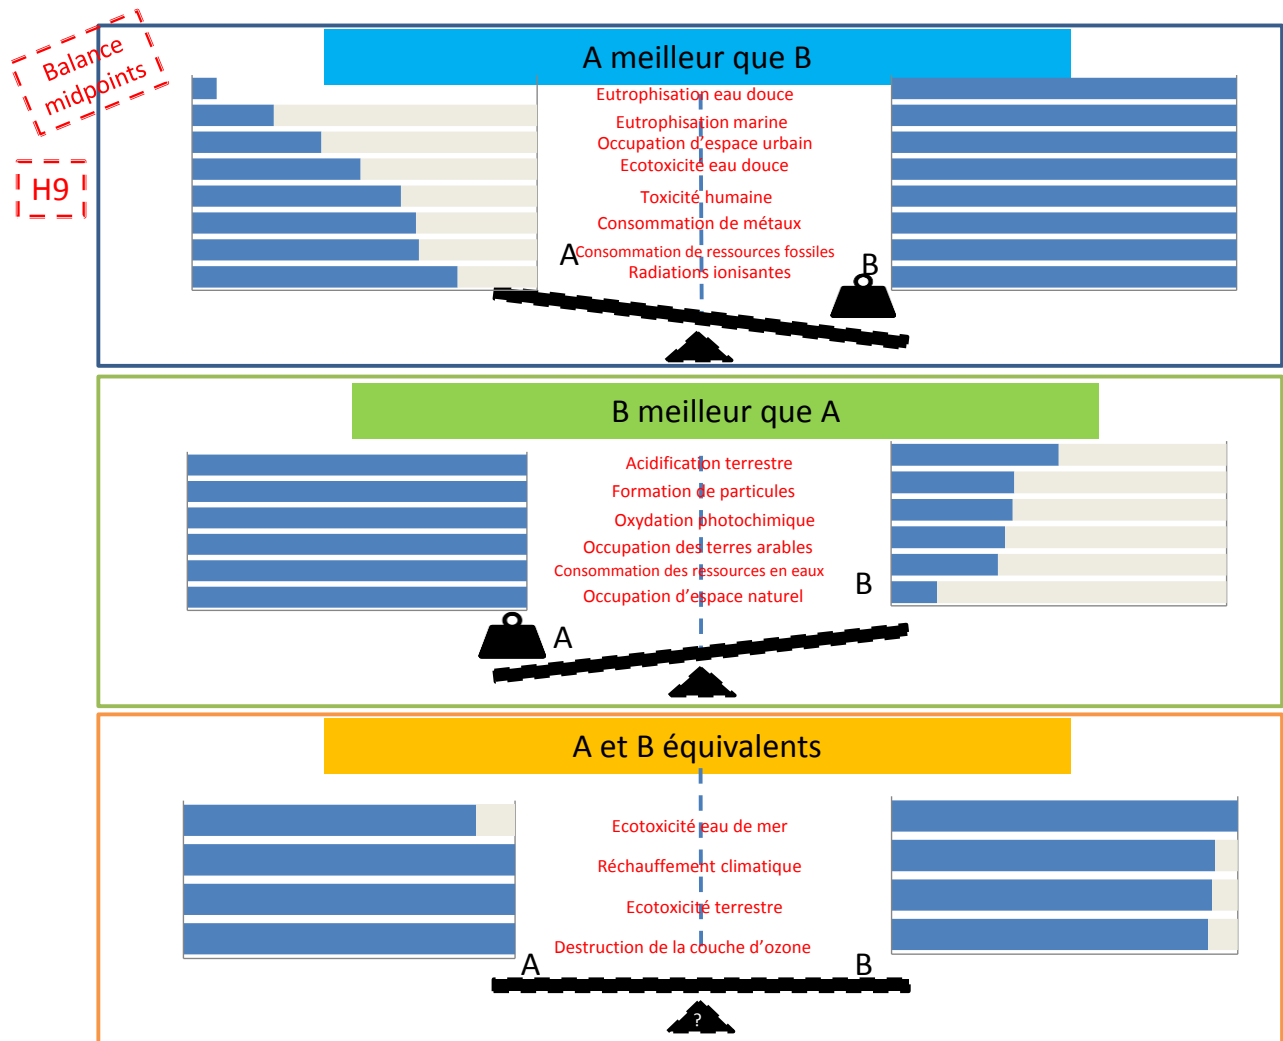 Balance
midpoints
H9
A meilleur que B
Eutrophisation eau douce
Eutrophisation marine
Occupation d'espace urbain
Ecotoxicité eau douce
Toxicité humaine
Consommation de métaux
Consommation de ressources fossiles
Radiations ionisantes
A
B
B meilleur que A
Acidification terrestre
Formation de particules
Oxydation photochimique
Occupation des terres arables
Consommation des ressources en eaux
Occupation d'espace naturel
B
A
A et B équivalents
Ecotoxicité eau de mer
Réchauffement climatique
Ecotoxicité terrestre
Destruction de la couche d'ozone
A
B
?